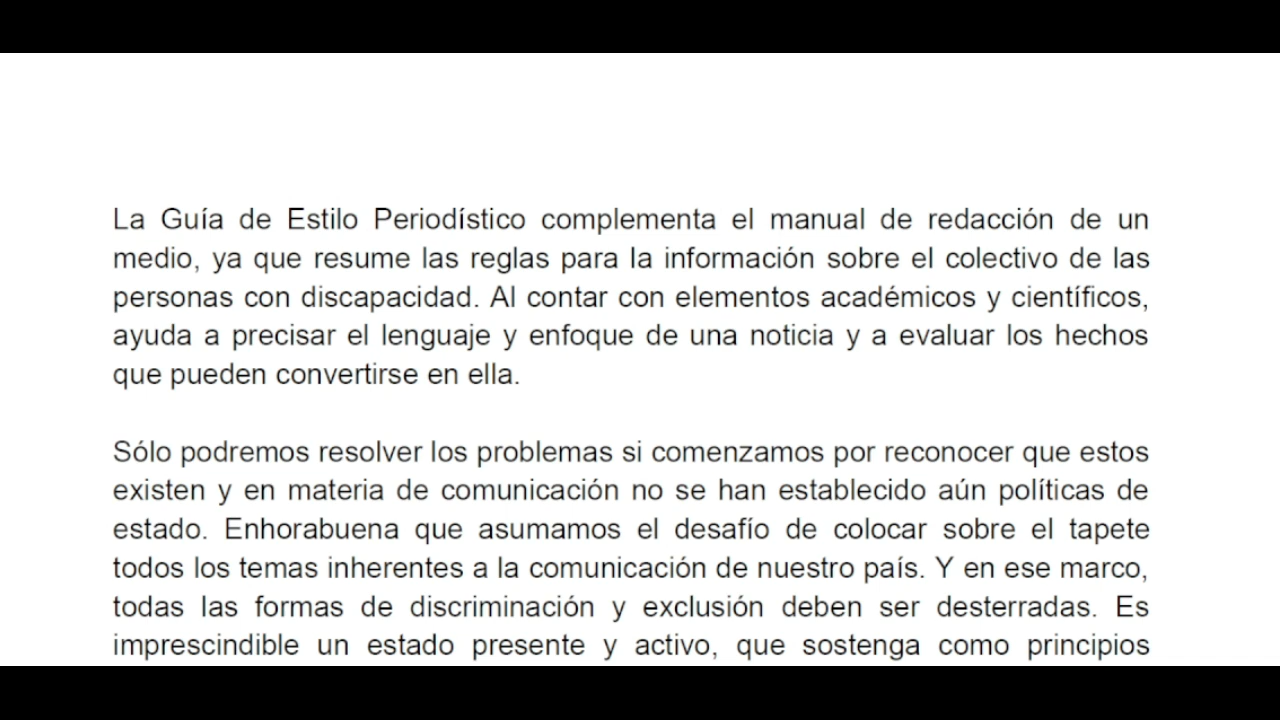 La Guía de Estilo Periodístico complementa el manual de redacción de un
medio, ya que resume las reglas para la información sobre el colectivo de las
personas con discapacidad. Al contar con elementos académicos y científicos,
ayuda a precisar el lenguaje y enfoque de una noticia y a evaluar los hechos
que pueden convertirse en ella.
Sólo podremos resolver los problemas si comenzamos por reconocer que estos
existen y en materia de comunicación no se han establecido aún políticas de
estado. Enhorabuena que asumamos el desafío de colocar sobre el tapete
todos los temas inherentes a la comunicación de nuestro país. Y en ese marco,
todas las formas de discriminación y exclusión deben ser desterradas. Es
imprescindible un estado presente y activo, que sostenga como principios